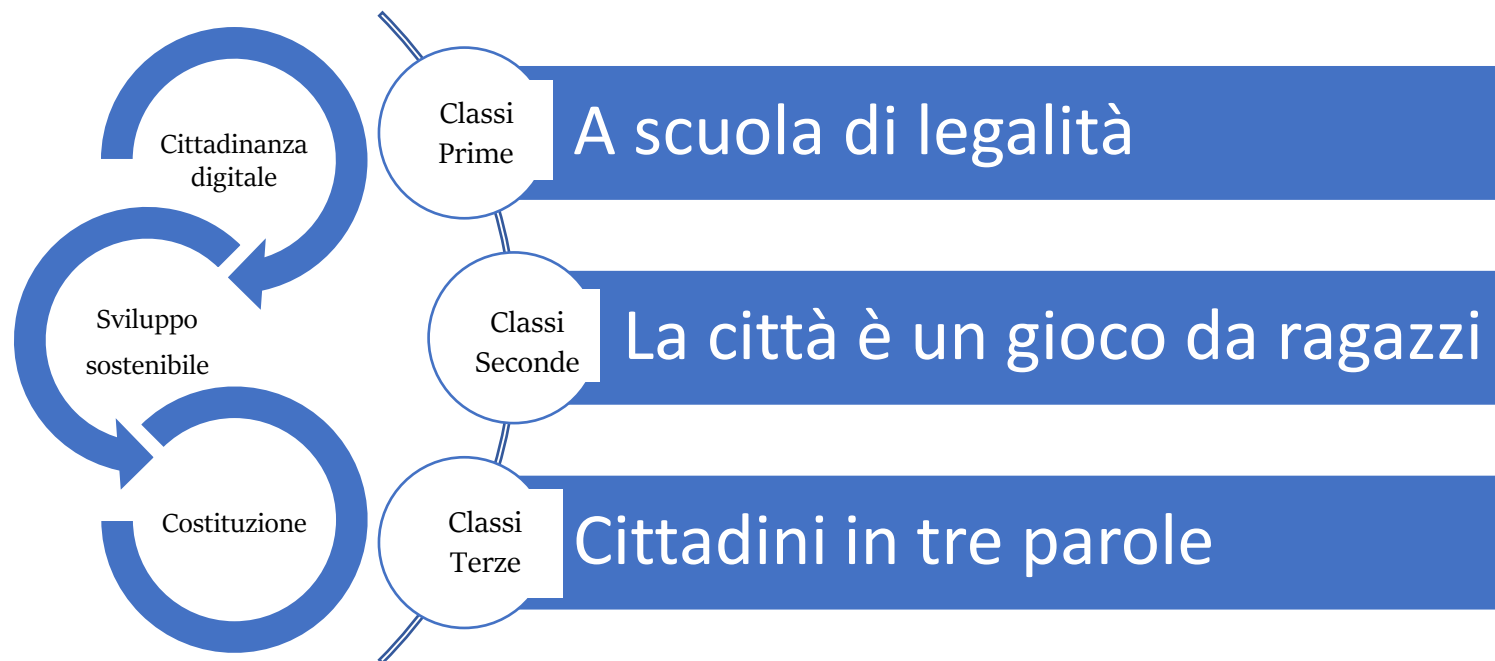 Cittadinanza
digitale
Sviluppo
sostenibile
Costituzione
Classi
Prime
A scuola di legalità
Classi
Seconde
La città è un gioco da ragazzi
Classi
Terze
Cittadini in tre parole